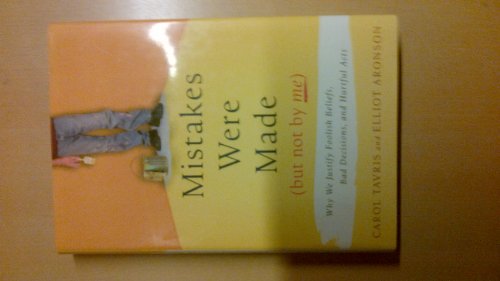 Mistakes
Were
Made
(but not by me)
Why We Justify Foolish Beliefs,
Bad Decisions, and Hurtful Acts
CAROL TAVRIS AND ELLIOT ARONSON